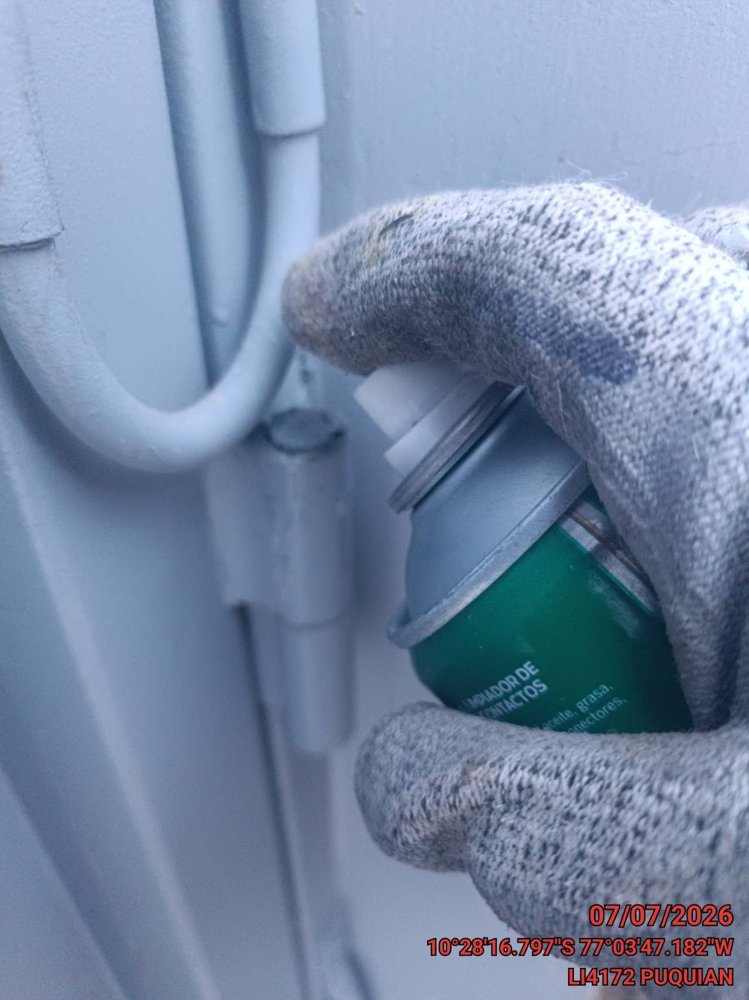 LIMPIADOR DE
CONTACTOS
aceite, grasa,
conectores,
07/07/2026
10°28'16.797"S 77°03'47.182"W
LI4172 PUQUIAN